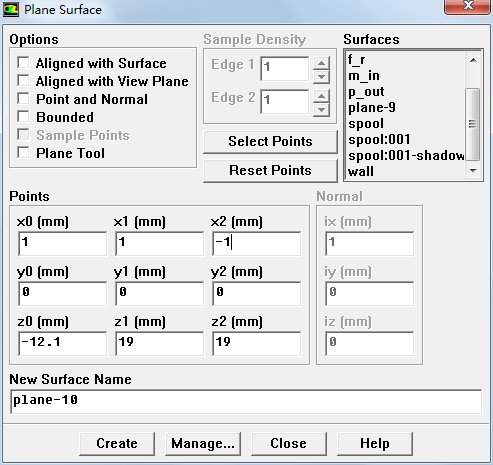 Plane Surface
Options
Aligned with Surface
Aligned with View Plane
Point and Normal
Bounded
Sample Points
Plane Tool
Sample Density
Edge 1 1
Edge 2 1
Select Points
Reset Points
Surfaces
f_r
m_in
p_out
plane-9
spool
spool:001
spool:001-shadow
wall
Points
x0 (mm) x1 (mm) x2 (mm)
1 1 -1
y0 (mm) y1 (mm) y2 (mm)
0 0 0
z0 (mm) z1 (mm) z2 (mm)
-12.1 19 19
Normal
ix (mm)
1
iy (mm)
0
iz (mm)
0
New Surface Name
plane-10
Create Manage... Close Help